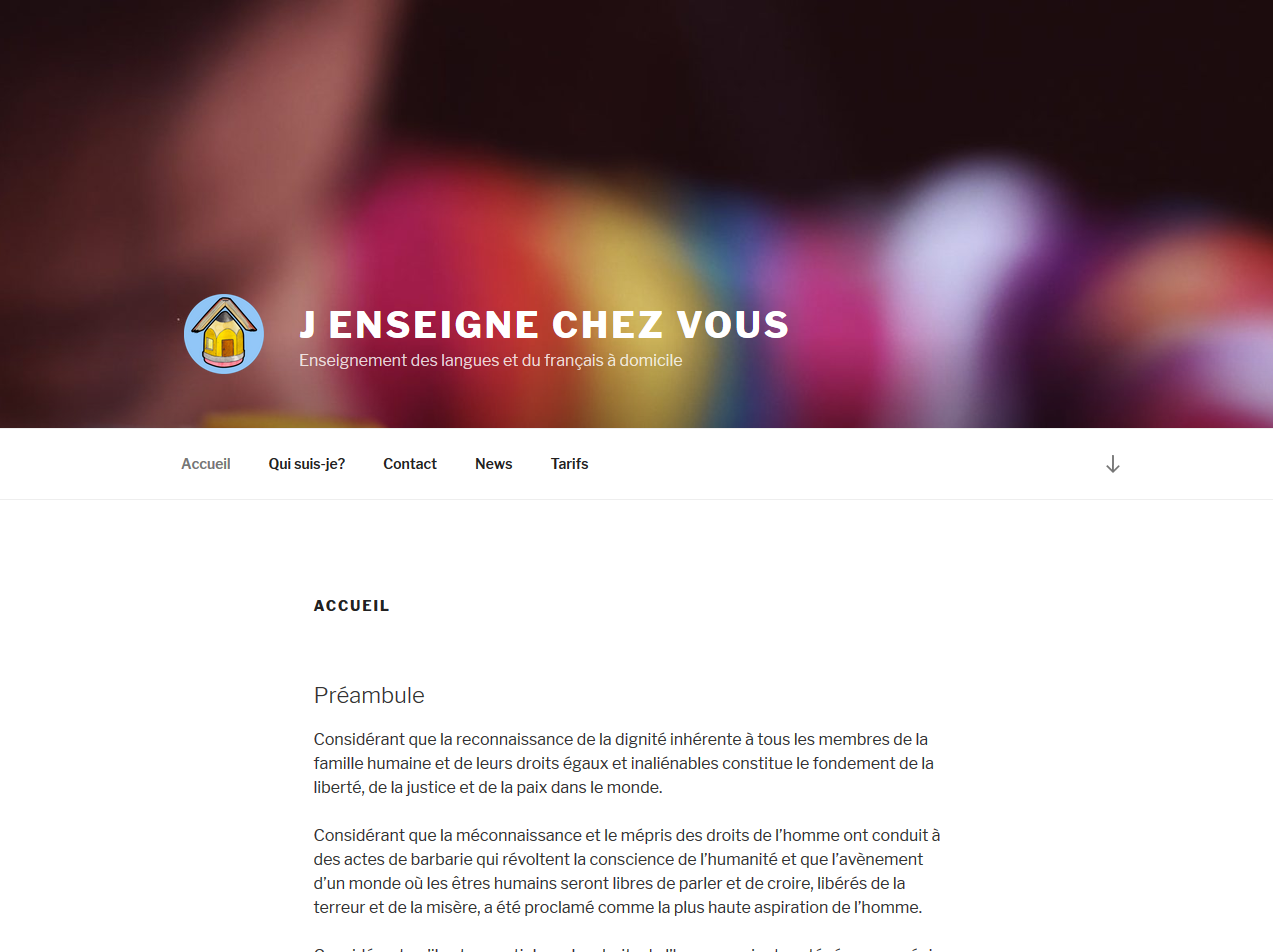 J ENSEIGNE CHEZ VOUS
Enseignement des langues et du français à domicile
Accueil Qui suis-je? Contact News Tarifs
ACCUEIL
Préambule
Considérant que la reconnaissance de la dignité inhérente à tous les membres de la
famille humaine et de leurs droits égaux et inaliénables constitue le fondement de la
liberté, de la justice et de la paix dans le monde.
Considérant que la méconnaissance et le mépris des droits de l’homme ont conduit à
des actes de barbarie qui révoltent la conscience de l’humanité et que l’avènement
d’un monde où les êtres humains seront libres de parler et de croire, libérés de la
terreur et de la misère, a été proclamé comme la plus haute aspiration de l’homme.